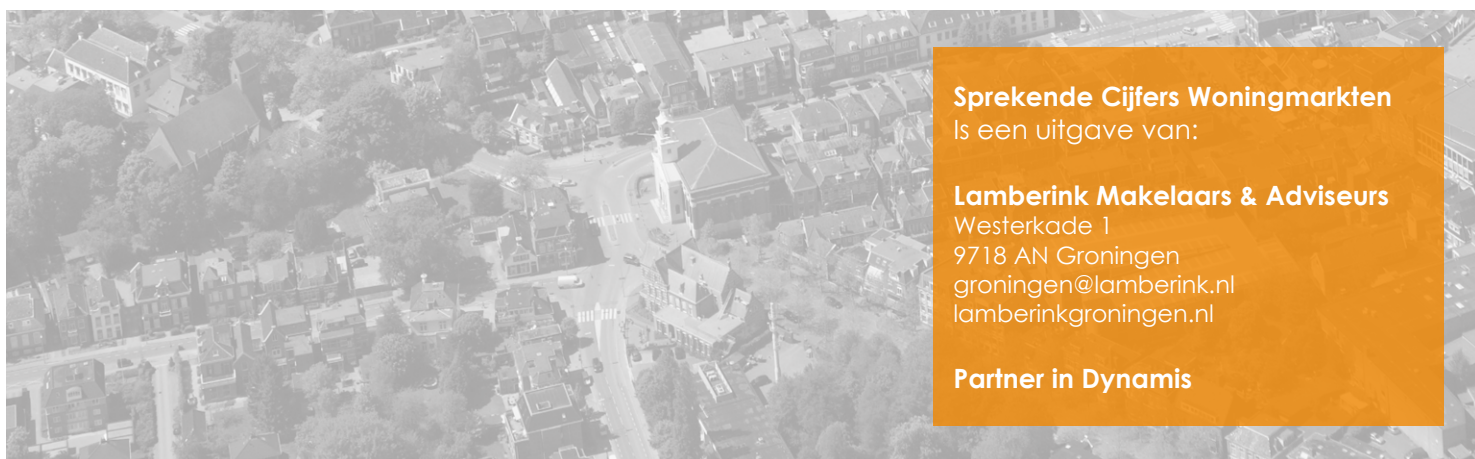 Sprekende Cijfers Woningmarkten
Is een uitgave van:
Lamberink Makelaars & Adviseurs
Westerkade 1
9718 AN Groningen
groningen@lamberink.nl
lamberinkgroningen.nl
Partner in Dynamis